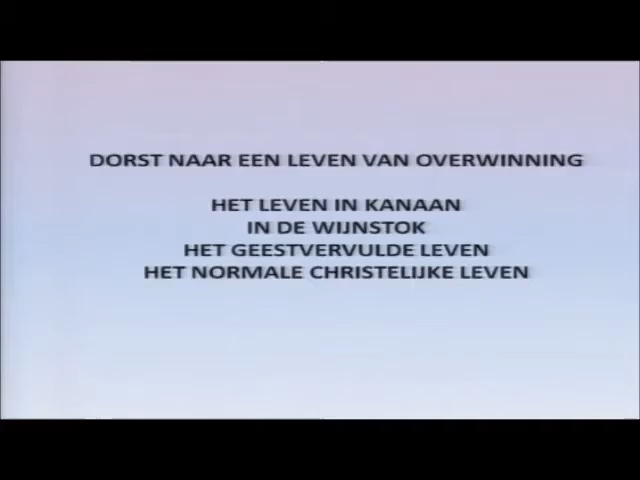 DORST NAAR EEN LEVEN VAN OVERWINNING
HET LEVEN IN KANAAN
IN DE WIJNSTOK
HET GEESTVERVULDE LEVEN
HET NORMALE CHRISTELIJKE LEVEN